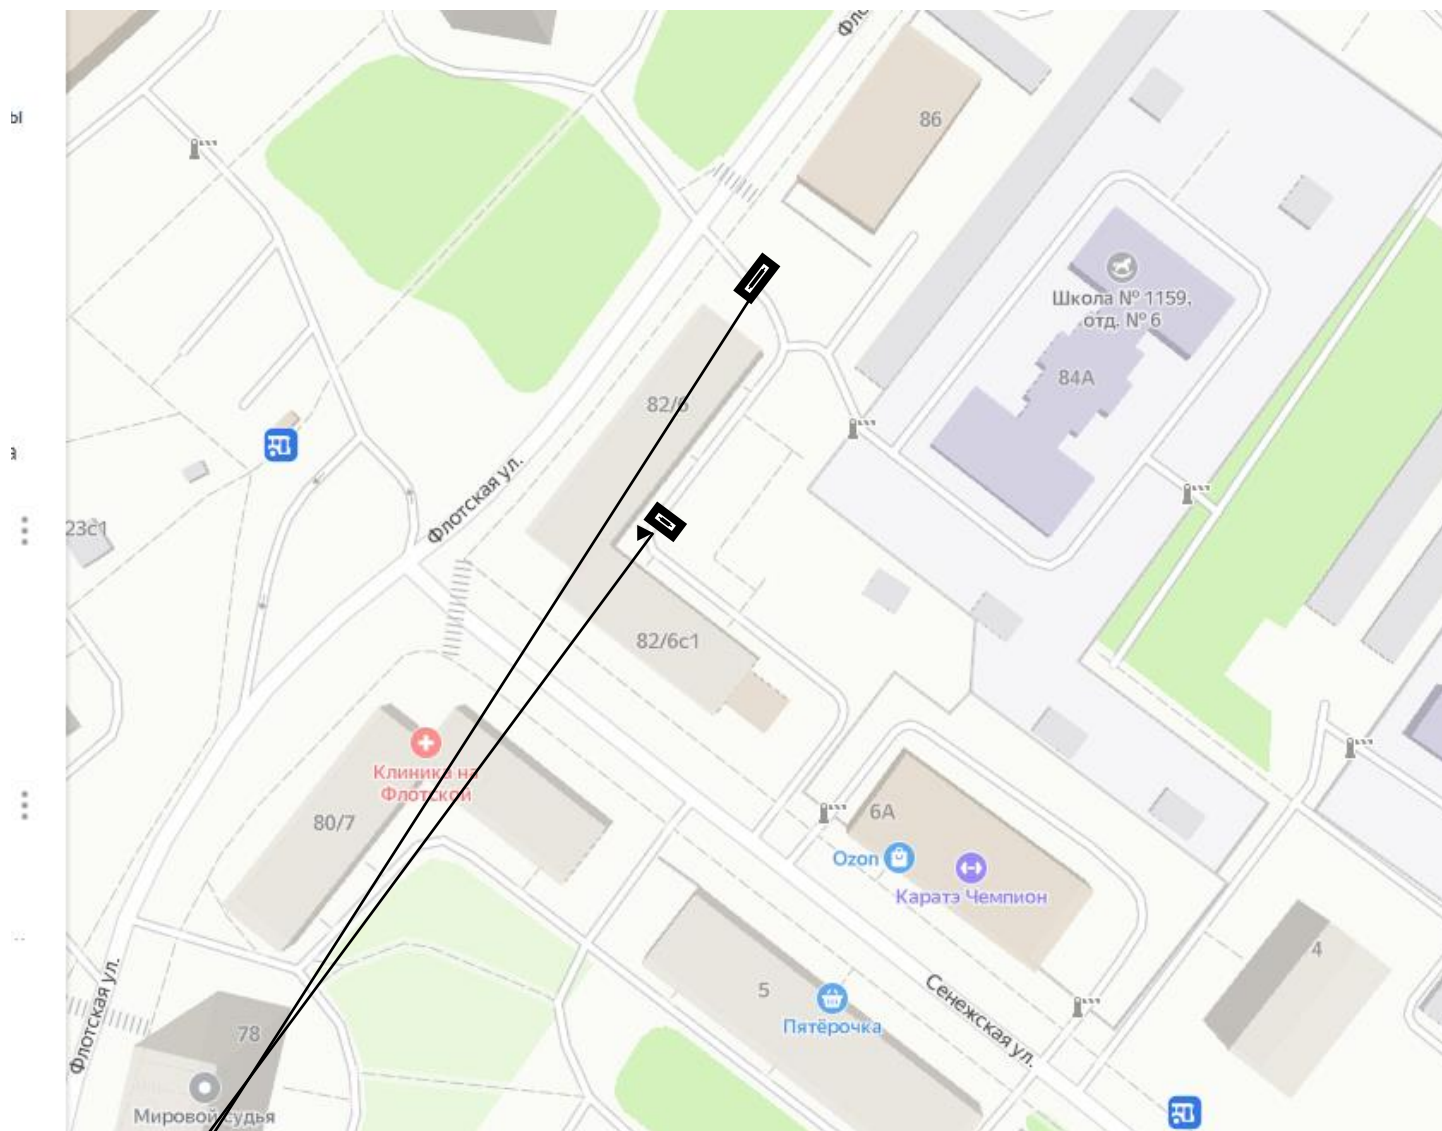 ы
86
Школа № 1159,
отд. № 6
84А
82/6
Флотская ул.
23с1
82/6с1
Клиника на
Флотской
80/7
6А
Ozon
Каратэ Чемпион
4
5
Сенежская ул.
Пятёрочка
Флотская ул.
78
Мировой судья